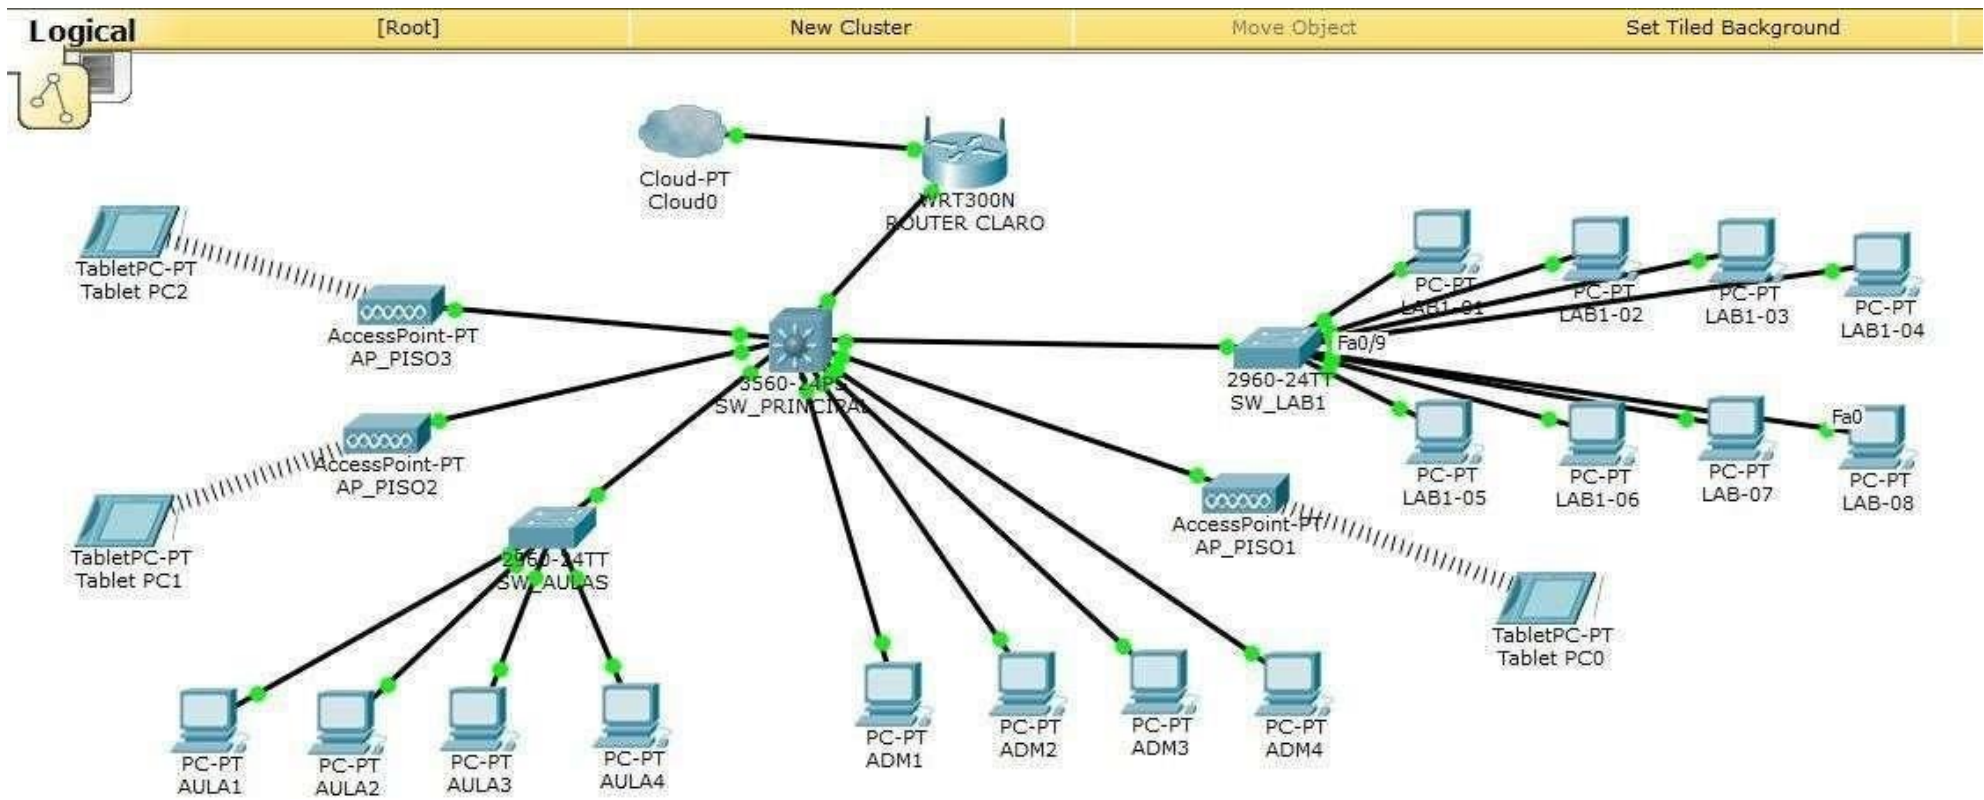 Logical
[Root]
New Cluster
Move Object
Set Tiled Background
Cloud-PT
Cloud0
WRT300N
ROUTER CLARO
TabletPC-PT
Tablet PC2
AccessPoint-PT
AP_PISO3
3560-24PS
SW_PRINCIPAL
Fa0/9
2960-24TT
SW_LAB1
PC-PT
LAB1-01
PC-PT
LAB1-02
PC-PT
LAB1-03
PC-PT
LAB1-04
Fa0
PC-PT
LAB1-05
PC-PT
LAB1-06
PC-PT
LAB-07
PC-PT
LAB-08
AccessPoint-PT
AP_PISO2
TabletPC-PT
Tablet PC1
2960-24TT
SW_AULAS
AccessPoint-PT
AP_PISO1
TabletPC-PT
Tablet PC0
PC-PT
AULA1
PC-PT
AULA2
PC-PT
AULA3
PC-PT
AULA4
PC-PT
ADM1
PC-PT
ADM2
PC-PT
ADM3
PC-PT
ADM4